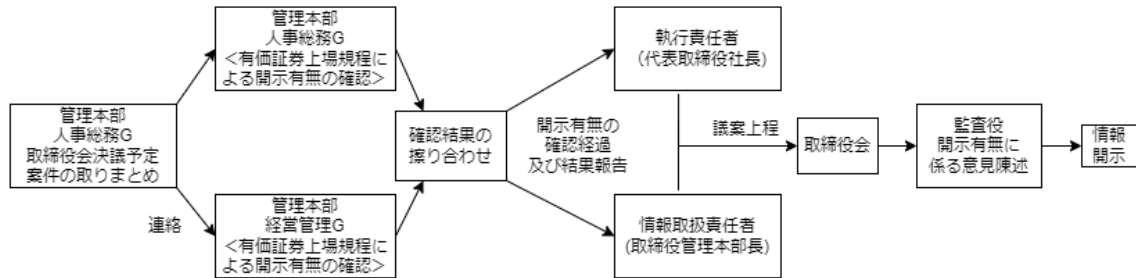 管理本部
人事総務G
取締役会決議予定
案件の取りまとめ
連絡
管理本部
人事総務G
＜有価証券上場規程に
よる開示有無の確認＞
管理本部
経営管理G
＜有価証券上場規程に
よる開示有無の確認＞
確認結果の
擦り合わせ
開示有無の
確認経過
及び結果報告
執行責任者
（代表取締役社長）
情報取扱責任者
(取締役管理本部長)
議案上程
取締役会
監査役
開示有無に
係る意見陳述
情報
開示